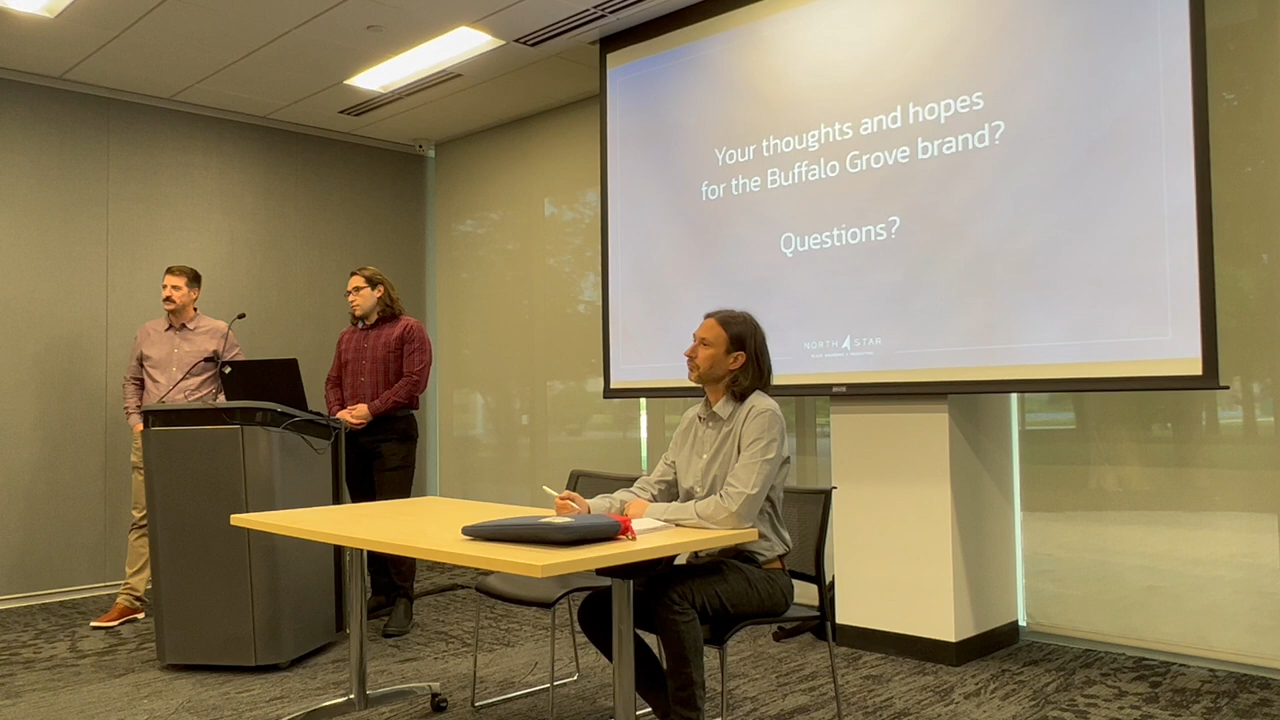 Your thoughts and hopes
for the Buffalo Grove brand?
Questions?
NORTH STAR